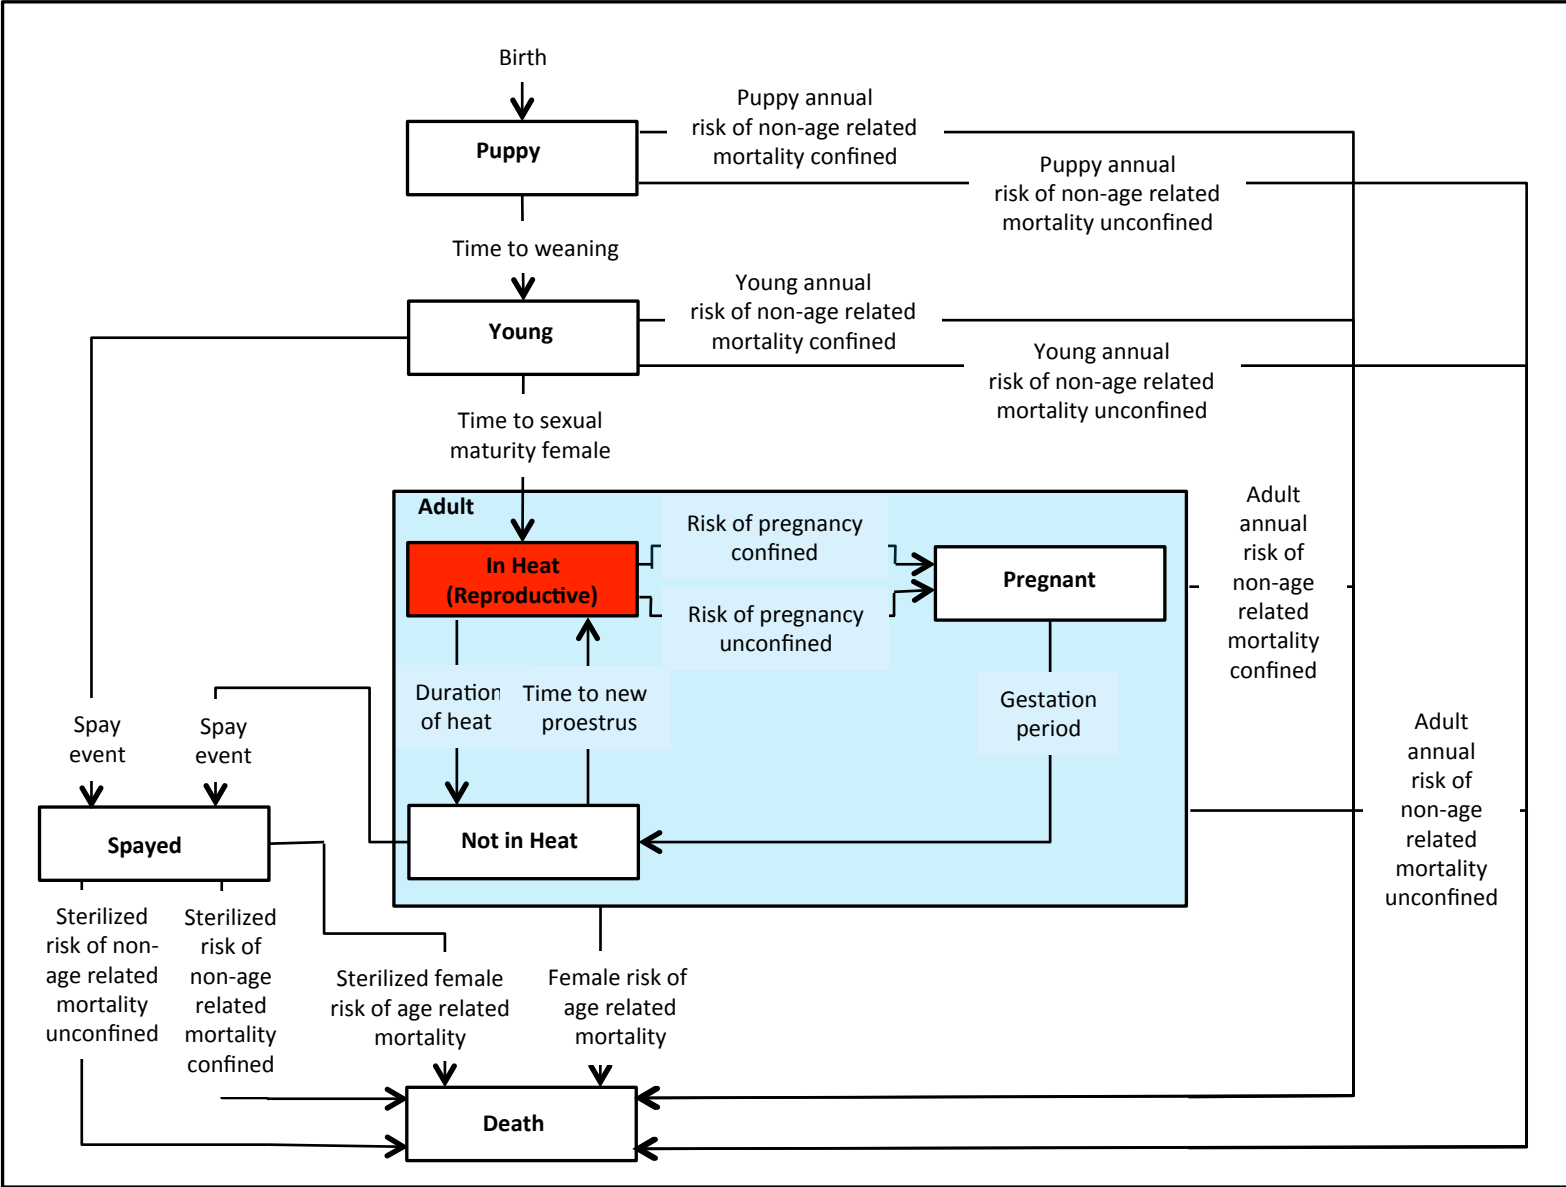 Birth
Puppy annual
risk of non-age related
mortality confined
Puppy
Puppy annual
risk of non-age related
mortality unconfined
Time to weaning
Young annual
risk of non-age related
mortality confined
Young
Young annual
risk of non-age related
mortality unconfined
Time to sexual
maturity female
Adult
Adult
annual
risk of
non-age
related
mortality
confined
Risk of pregnancy
confined
In Heat
(Reproductive)
Pregnant
Risk of pregnancy
unconfined
Duration
of heat
Time to new
proestrus
Gestation
period
Spay
event
Spay
event
Adult
annual
risk of
non-age
related
mortality
unconfined
Spayed
Not in Heat
Sterilized
risk of non-
age related
mortality
unconfined
Sterilized
risk of
non-age
related
mortality
confined
Sterilized female
risk of age related
mortality
Female risk of
age related
mortality
Death